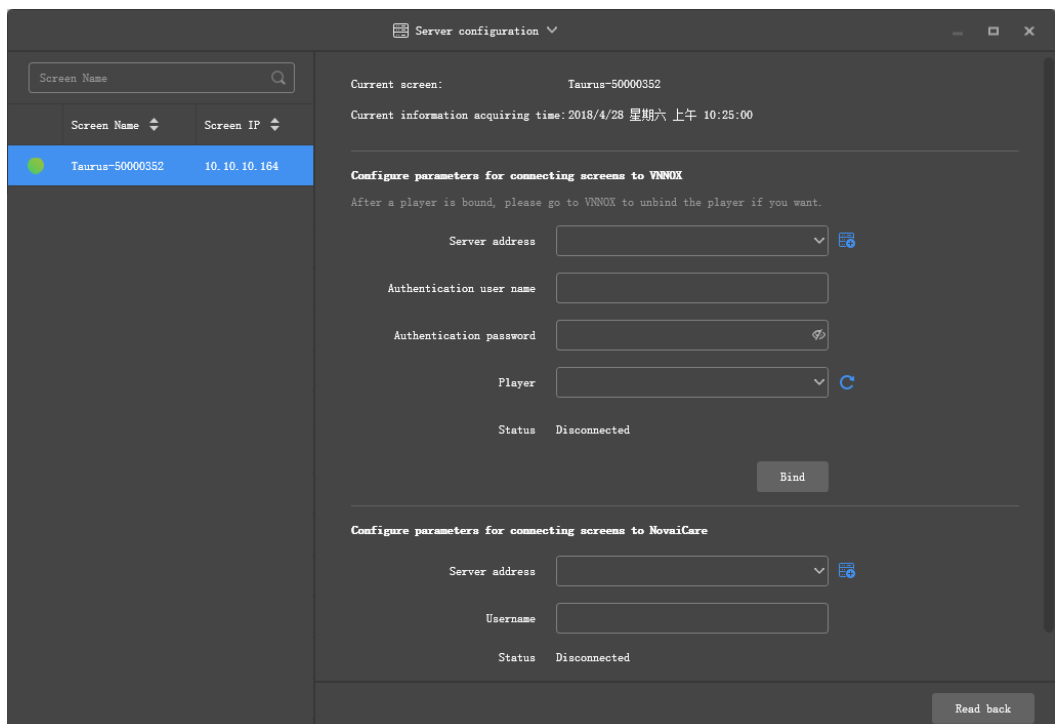 Server configuration
Screen Name
Screen Name
Screen IP
Taurus-50000352
10.10.10.164
Current screen: Taurus-50000352
Current information acquiring time: 2018/4/28 星期六 上午 10:25:00
Configure parameters for connecting screens to VNNOX
After a player is bound, please go to VNNOX to unbind the player if you want.
Server address
Authentication user name
Authentication password
Player
Status Disconnected
Bind
Configure parameters for connecting screens to NovaiCare
Server address
Username
Status Disconnected
Read back